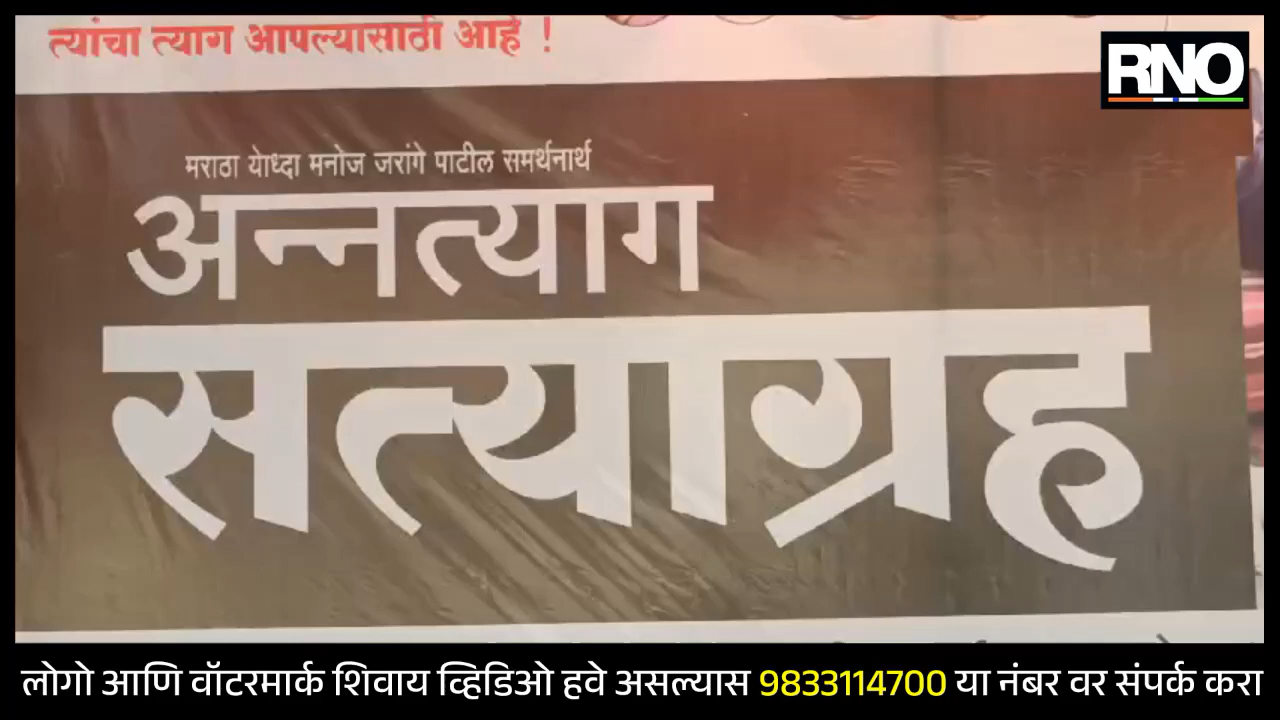 त्यांचा त्याग आपल्यासाठी आहे !
RNO
मराठा येाध्दा मनोज जरांगे पाटील समर्थनार्थ
अन्नत्याग
सत्याग्रह
लोगो आणि वॉटरमार्क शिवाय व्हिडिओ हवे असल्यास 9833114700 या नंबर वर संपर्क करा